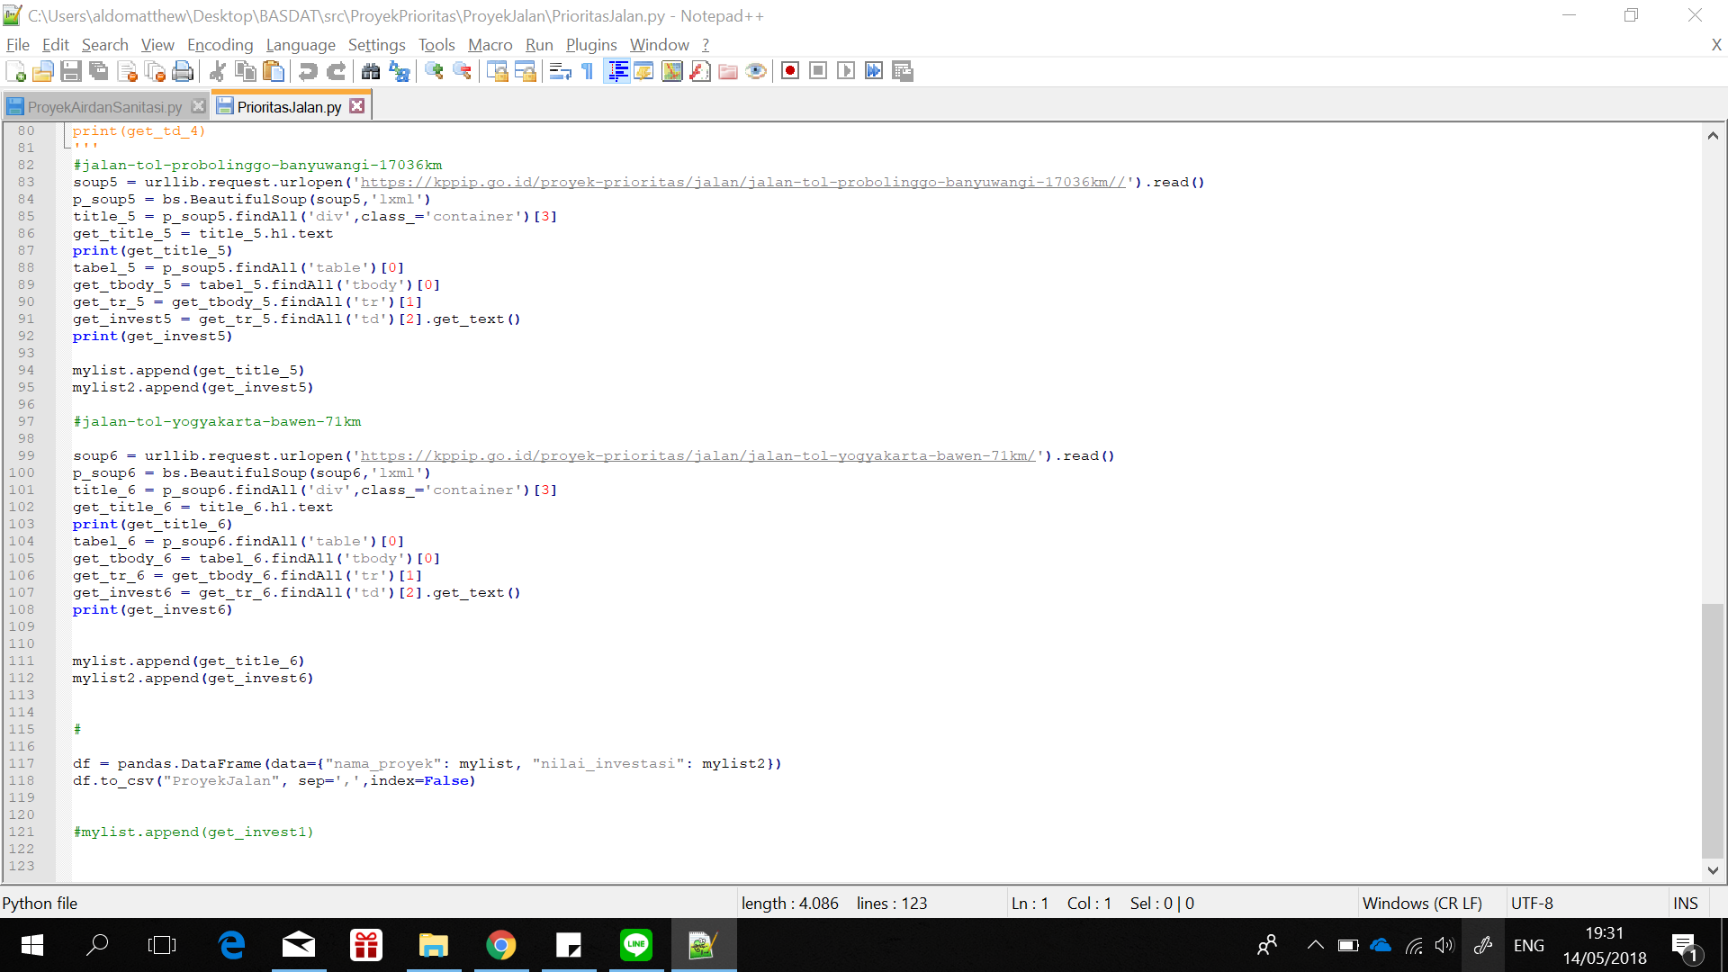 C:\Users\aldomatthew\Desktop\BASDAT\src\ProyekPrioritas\ProyekJalan\PrioritasJalan.py - Notepad++
File Edit Search View Encoding Language Settings Tools Macro Run Plugins Window ? X
ProyekAirdanSanitasi.py PrioritasJalan.py
80 print(get_td_4)
81 '''
82 #jalan-tol-probolinggo-banyuwangi-17036km
83 soup5 = urllib.request.urlopen('https://kppip.go.id/proyek-prioritas/jalan/jalan-tol-probolinggo-banyuwangi-17036km//').read()
84 p_soup5 = bs.BeautifulSoup(soup5,'lxml')
85 title_5 = p_soup5.findAll('div',class_='container')[3]
86 get_title_5 = title_5.h1.text
87 print(get_title_5)
88 tabel_5 = p_soup5.findAll('table')[0]
89 get_tbody_5 = tabel_5.findAll('tbody')[0]
90 get_tr_5 = get_tbody_5.findAll('tr')[1]
91 get_invest5 = get_tr_5.findAll('td')[2].get_text()
92 print(get_invest5)
93
94 mylist.append(get_title_5)
95 mylist2.append(get_invest5)
96
97 #jalan-tol-yogyakarta-bawen-71km
98
99 soup6 = urllib.request.urlopen('https://kppip.go.id/proyek-prioritas/jalan/jalan-tol-yogyakarta-bawen-71km/').read()
100 p_soup6 = bs.BeautifulSoup(soup6,'lxml')
101 title_6 = p_soup6.findAll('div',class_='container')[3]
102 get_title_6 = title_6.h1.text
103 print(get_title_6)
104 tabel_6 = p_soup6.findAll('table')[0]
105 get_tbody_6 = tabel_6.findAll('tbody')[0]
106 get_tr_6 = get_tbody_6.findAll('tr')[1]
107 get_invest6 = get_tr_6.findAll('td')[2].get_text()
108 print(get_invest6)
109
110
111 mylist.append(get_title_6)
112 mylist2.append(get_invest6)
113
114
115 #
116
117 df = pandas.DataFrame(data={"nama_proyek": mylist, "nilai_investasi": mylist2})
118 df.to_csv("ProyekJalan", sep=',',index=False)
119
120
121 #mylist.append(get_invest1)
122
123
Python file length : 4.086 lines : 123 Ln : 1 Col : 1 Sel : 0 | 0 Windows (CR LF) UTF-8 INS
LINE ENG 19:31
14/05/2018 1